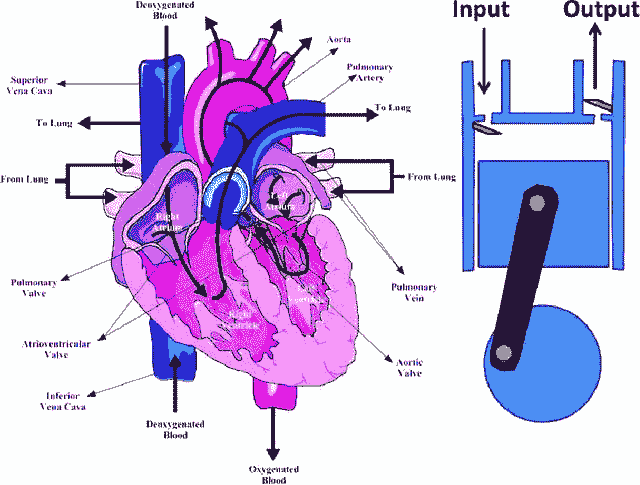 Deoxygenated
Blood
Aorta
Pulmonary
Artery
Superior
Vena Cava
To Lung
To Lung
From Lung
From Lung
Right
Atrium
Left
Atrium
Pulmonary
Valve
Pulmonary
Vein
Right
Ventricle
Atrioventricular
Valve
Aortic
Valve
Inferior
Vena Cava
Deoxygenated
Blood
Oxygenated
Blood
Input
Output